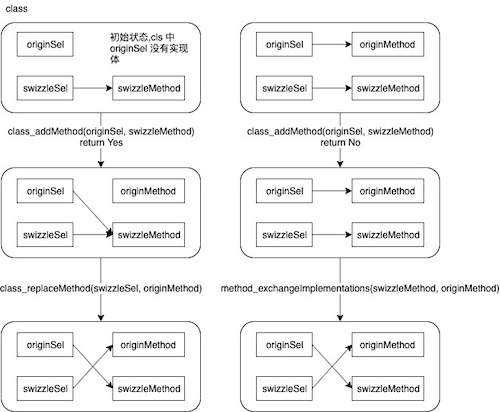 class
originSel
初始状态,cls 中
originSel 没有实现
体
swizzleSel
swizzleMethod
originSel
originMethod
swizzleSel
swizzleMethod
class_addMethod(originSel, swizzleMethod)
return Yes
class_addMethod(originSel, swizzleMethod)
return No
originSel
originMethod
swizzleSel
swizzleMethod
originSel
originMethod
swizzleSel
swizzleMethod
class_replaceMethod(swizzleSel, originMethod)
method_exchangeImplementations(swizzleMethod, originMethod)
originSel
originMethod
swizzleSel
swizzleMethod
originSel
originMethod
swizzleSel
swizzleMethod